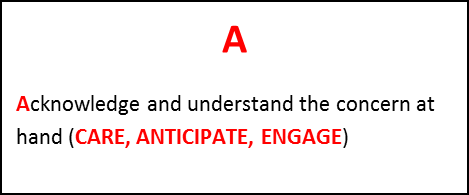 A
Acknowledge and understand the concern at
hand (CARE, ANTICIPATE, ENGAGE)